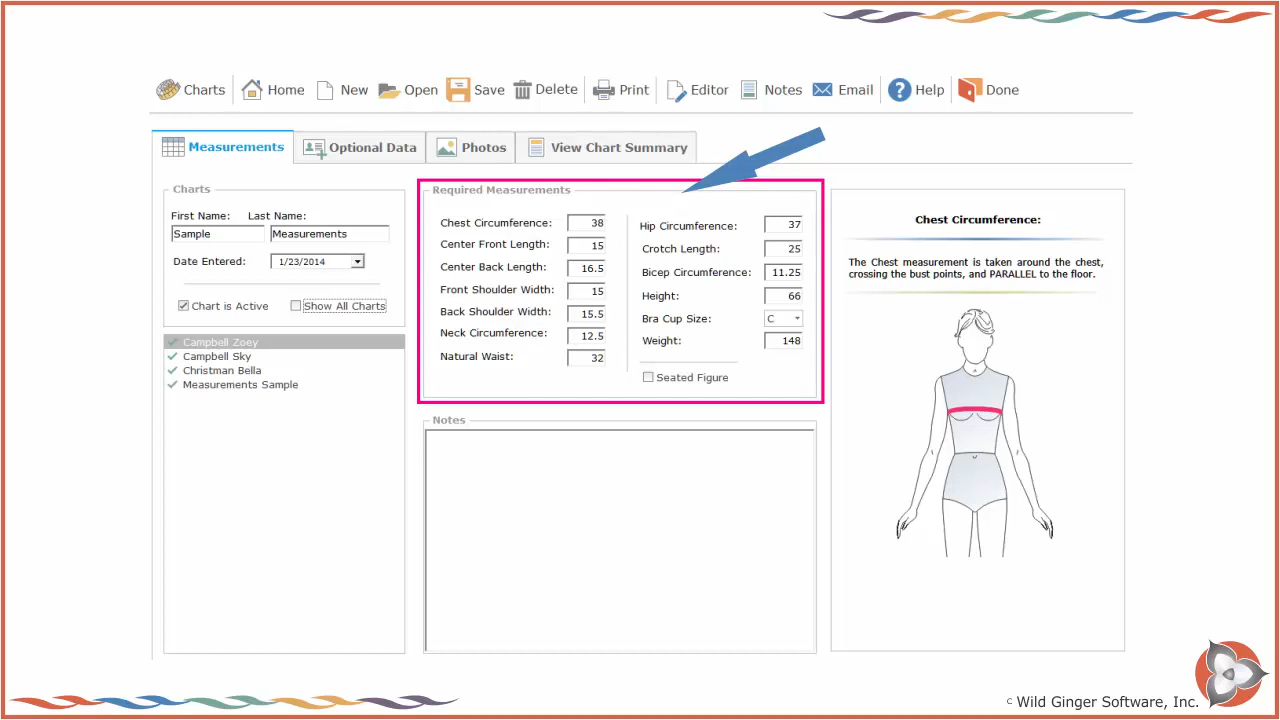 Charts Home New Open Save Delete Print Editor Notes Email Help Done
Measurements Optional Data Photos View Chart Summary
Charts
First Name: Last Name:
Sample Measurements
Date Entered: 1/23/2014
Chart is Active Show All Charts
Campbell Zoey
Campbell Sky
Christman Bella
Measurements Sample
Required Measurements
Chest Circumference: 38
Center Front Length: 15
Center Back Length: 16.5
Front Shoulder Width: 15
Back Shoulder Width: 15.5
Neck Circumference: 12.5
Natural Waist: 32
Hip Circumference: 37
Crotch Length: 25
Bicep Circumference: 11.25
Height: 66
Bra Cup Size: C
Weight: 148
Seated Figure
Notes
Chest Circumference:
The Chest measurement is taken around the chest,
crossing the bust points, and PARALLEL to the floor.
© Wild Ginger Software, Inc.